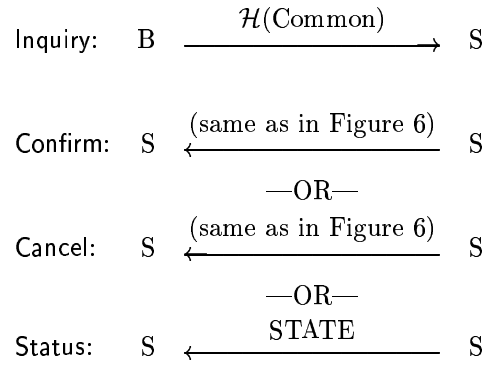 ℋ(Common)
Inquiry: B S
(same as in Figure 6)
Confirm: S S
—OR—
(same as in Figure 6)
Cancel: S S
—OR—
STATE
Status: S S